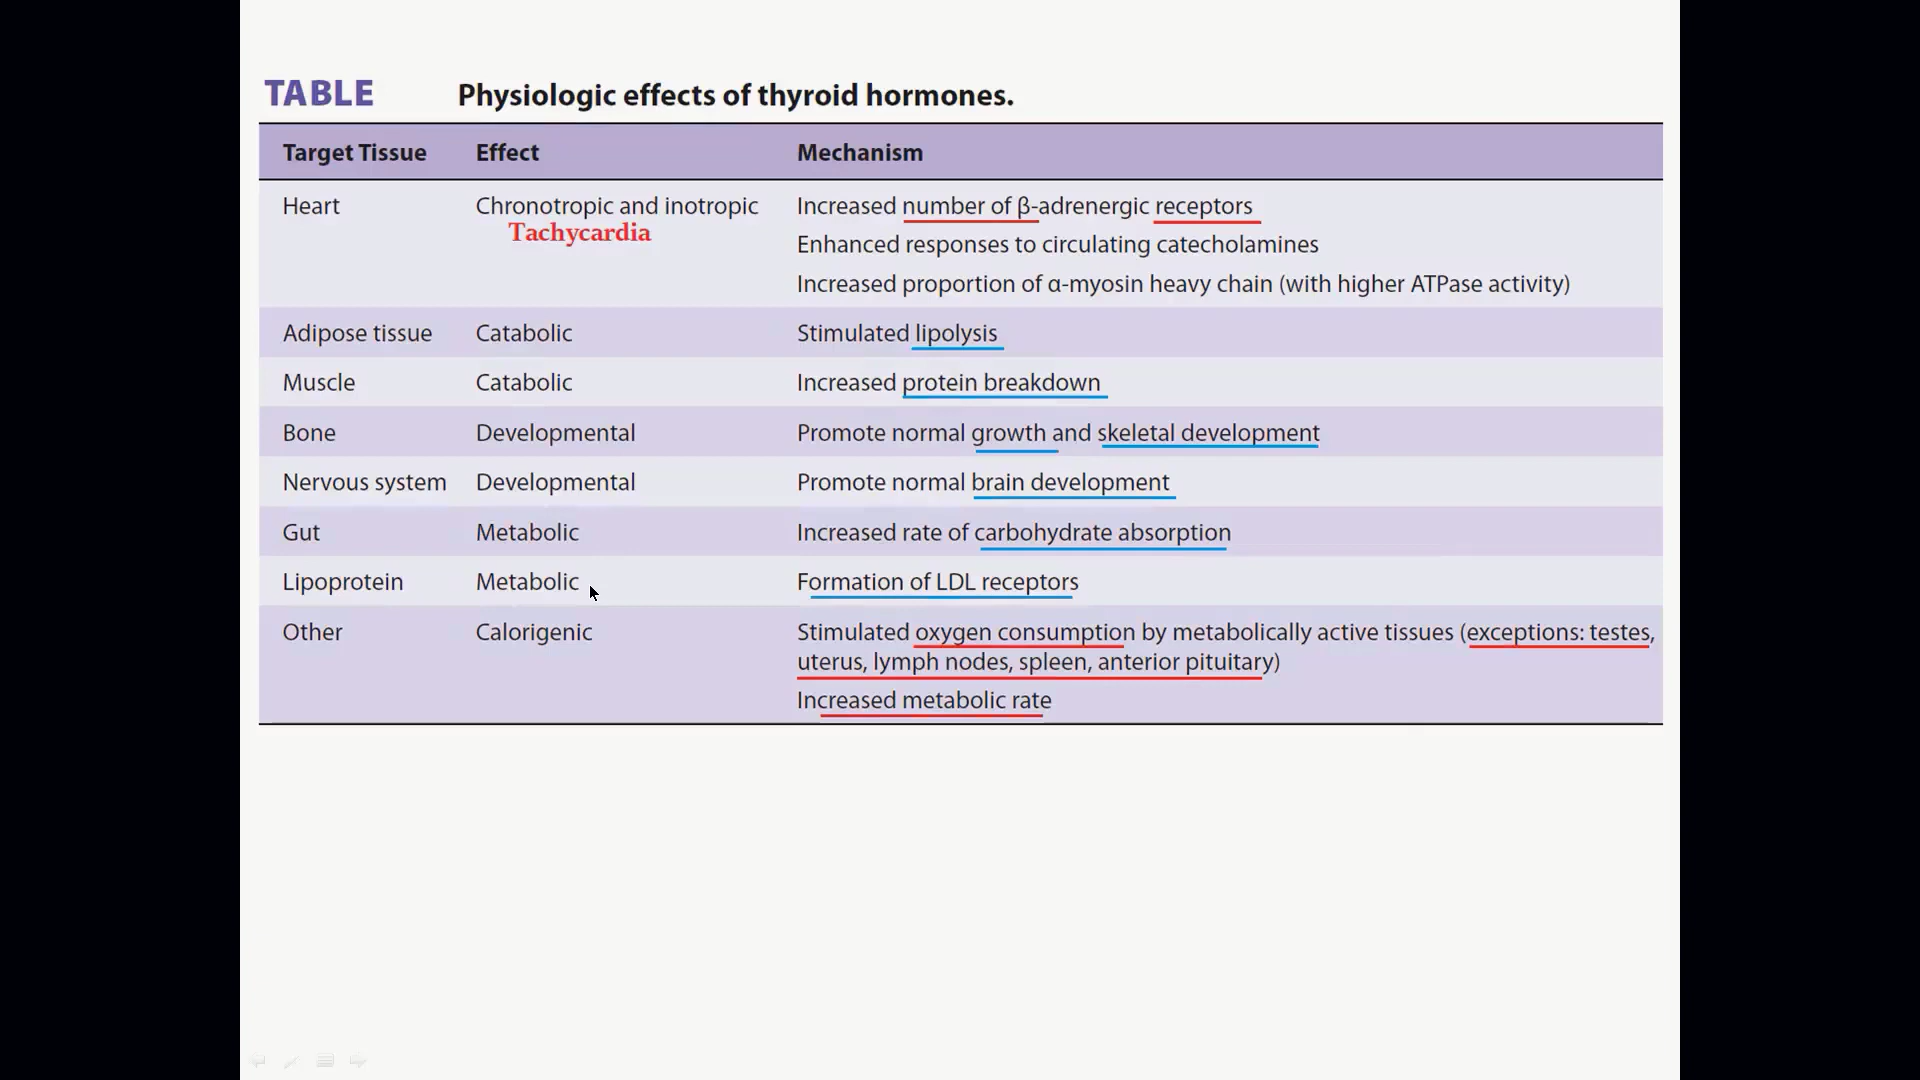 TABLE Physiologic effects of thyroid hormones.
Target Tissue Effect Mechanism
Heart Chronotropic and inotropic Increased number of β-adrenergic receptors
Tachycardia
Enhanced responses to circulating catecholamines
Increased proportion of α-myosin heavy chain (with higher ATPase activity)
Adipose tissue Catabolic Stimulated lipolysis
Muscle Catabolic Increased protein breakdown
Bone Developmental Promote normal growth and skeletal development
Nervous system Developmental Promote normal brain development
Gut Metabolic Increased rate of carbohydrate absorption
Lipoprotein Metabolic Formation of LDL receptors
Other Calorigenic Stimulated oxygen consumption by metabolically active tissues (exceptions: testes,
uterus, lymph nodes, spleen, anterior pituitary)
Increased metabolic rate